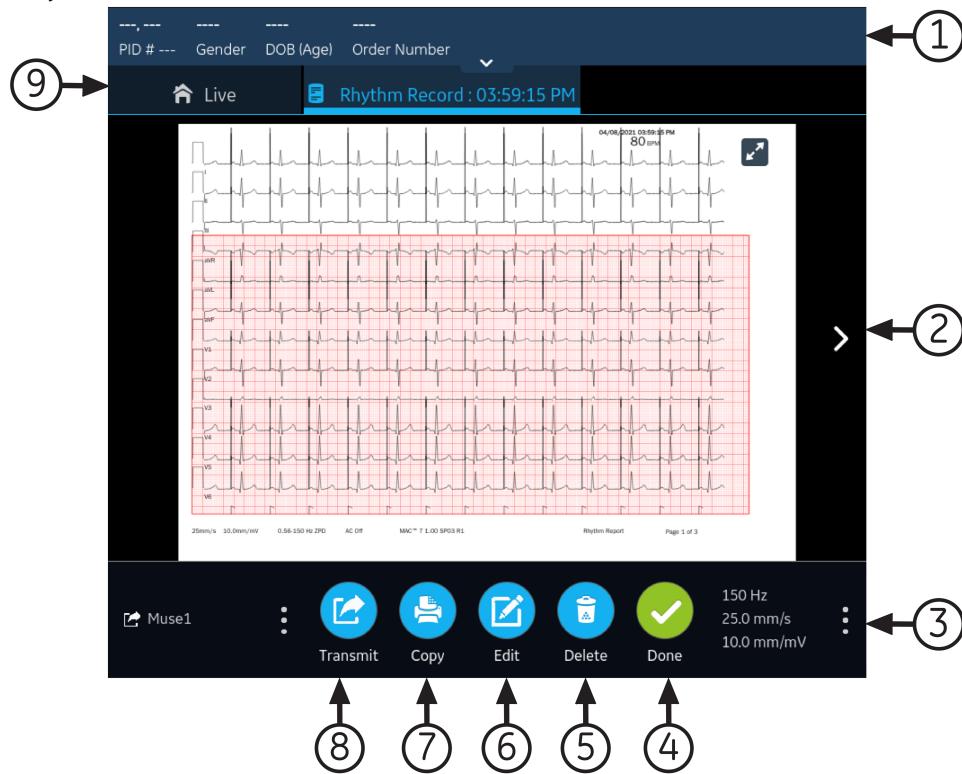 ---, --- ---- ---- ----
PID # --- Gender DOB (Age) Order Number
1
9
Live Rhythm Record : 03:59:15 PM
04/08/2021 03:59:15 PM
80 BPM
I
II
III
aVR
aVL
aVF
V1
V2
V3
V4
V5
V6
2
25mm/s 10.0mm/mV 0.56-150 Hz ZPD AC Off MAC™ 7 1.00 SP03 R1 Rhythm Report Page 1 of 3
Muse1
Transmit Copy Edit Delete Done
150 Hz
25.0 mm/s
10.0 mm/mV
3
8 7 6 5 4